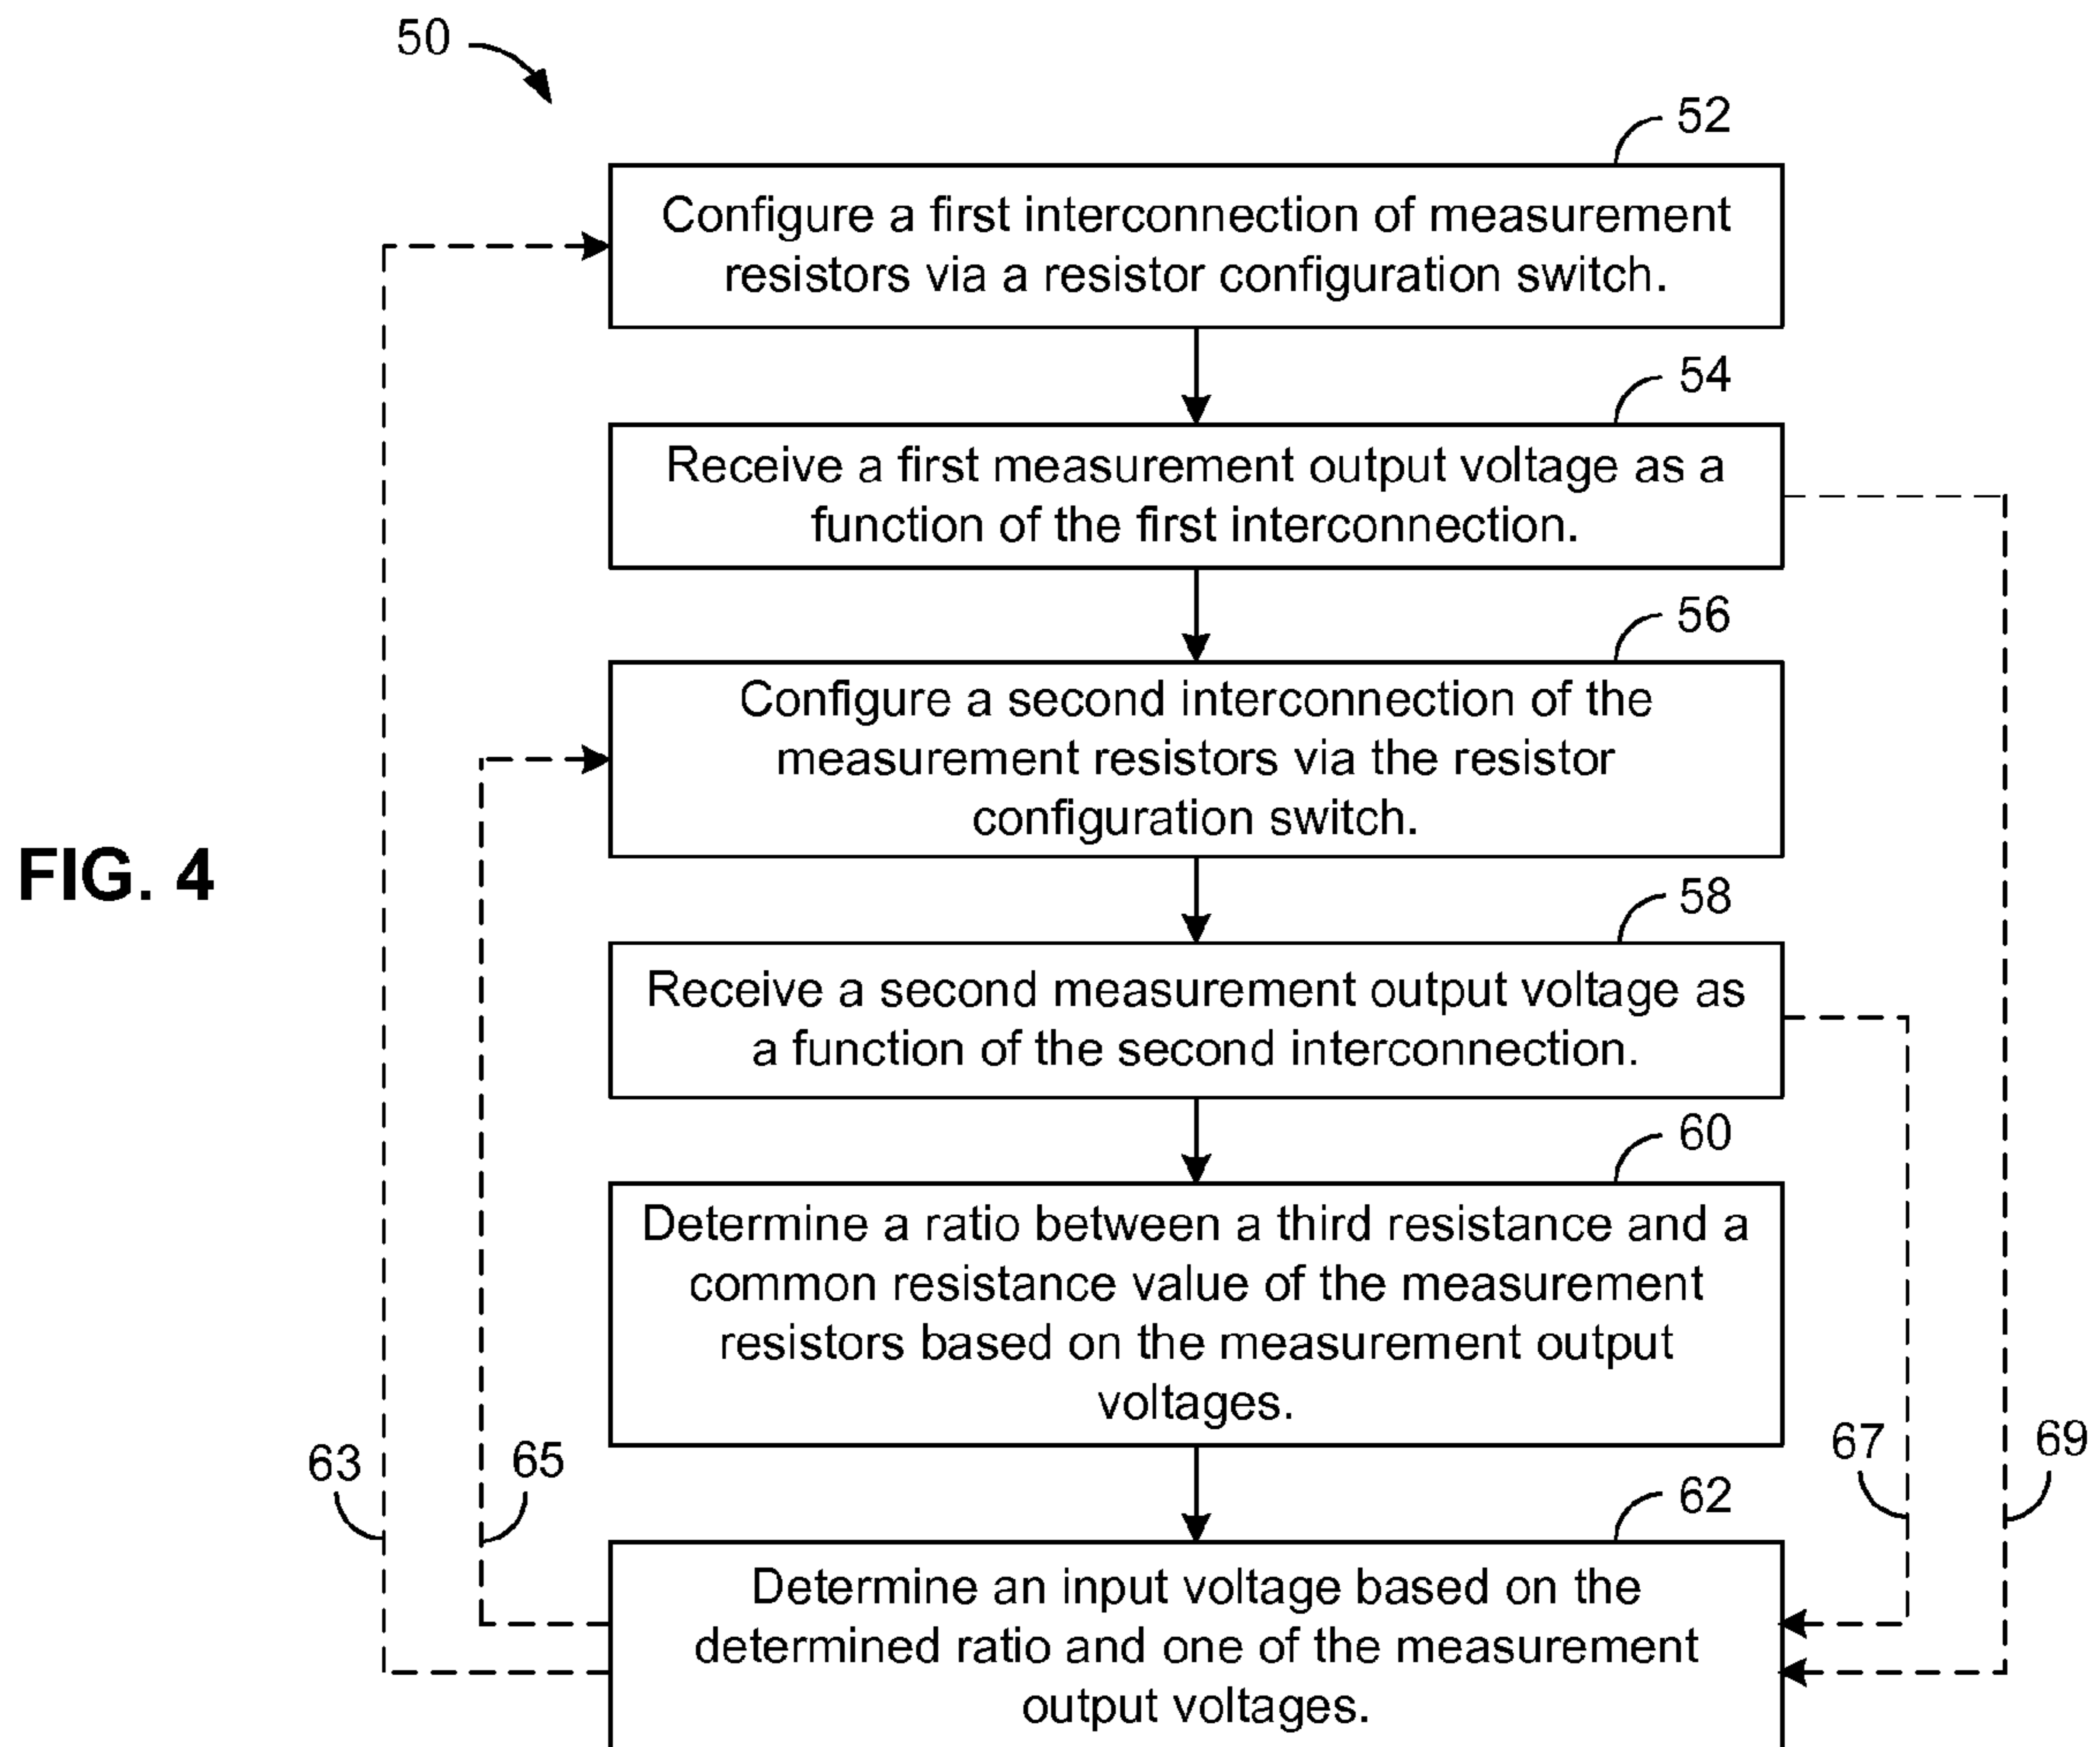 50
52
Configure a first interconnection of measurement
resistors via a resistor configuration switch.
54
Receive a first measurement output voltage as a
function of the first interconnection.
56
Configure a second interconnection of the
measurement resistors via the resistor
configuration switch.
FIG. 4
58
Receive a second measurement output voltage as
a function of the second interconnection.
60
Determine a ratio between a third resistance and a
common resistance value of the measurement
resistors based on the measurement output
voltages.
63
65
67
69
62
Determine an input voltage based on the
determined ratio and one of the measurement
output voltages.